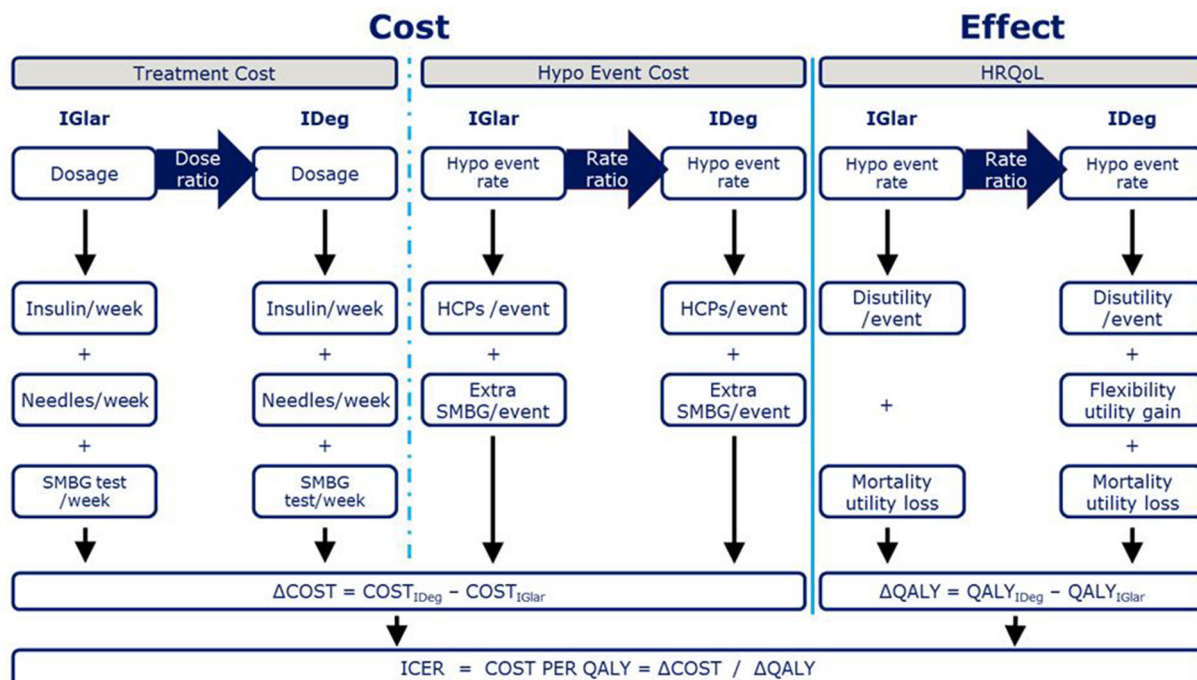 Cost
Effect
Treatment Cost
Hypo Event Cost
HRQoL
IGlar
IDeg
IGlar
IDeg
IGlar
IDeg
Dosage
Dose
ratio
Dosage
Hypo event
rate
Rate
ratio
Hypo event
rate
Hypo event
rate
Rate
ratio
Hypo event
rate
Insulin/week
Insulin/week
HCPs /event
HCPs/event
Disutility
/event
Disutility
/event
+
+
+
+
+
Needles/week
Needles/week
Extra
SMBG/event
Extra
SMBG/event
+
Flexibility
utility gain
+
+
+
SMBG test
/week
SMBG
test/week
Mortality
utility loss
Mortality
utility loss
ΔCOST = COST_IDeg – COST_IGlar
ΔQALY = QALY_IDeg – QALY_IGlar
ICER = COST PER QALY = ΔCOST / ΔQALY